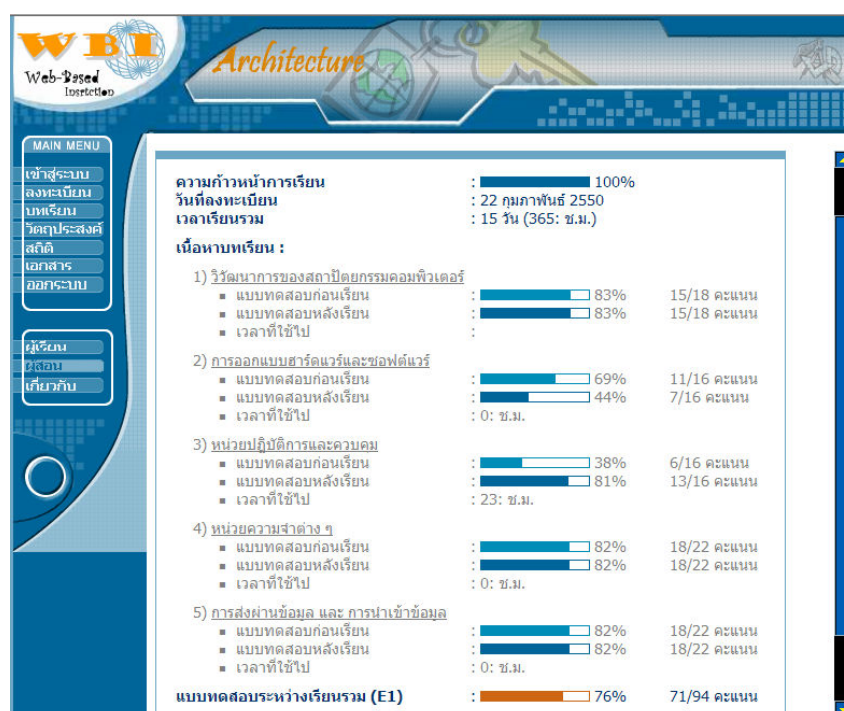 WBI
Web-Based
Insrtction
Architecture
MAIN MENU
เข้าสู่ระบบ
ลงทะเบียน
บทเรียน
วัตถุประสงค์
สถิติ
เอกสาร
ออกระบบ
ผู้เรียน
ผู้สอน
เกี่ยวกับ
ความก้าวหน้าการเรียน : 100%
วันที่ลงทะเบียน : 22 กุมภาพันธ์ 2550
เวลาเรียนรวม : 15 วัน (365: ช.ม.)
เนื้อหาบทเรียน :
1) วิวัฒนาการของสถาปัตยกรรมคอมพิวเตอร์
▪ แบบทดสอบก่อนเรียน : 83% 15/18 คะแนน
▪ แบบทดสอบหลังเรียน : 83% 15/18 คะแนน
▪ เวลาที่ใช้ไป :
2) การออกแบบฮาร์ดแวร์และซอฟต์แวร์
▪ แบบทดสอบก่อนเรียน : 69% 11/16 คะแนน
▪ แบบทดสอบหลังเรียน : 44% 7/16 คะแนน
▪ เวลาที่ใช้ไป : 0: ช.ม.
3) หน่วยปฎิบัติการและควบคุม
▪ แบบทดสอบก่อนเรียน : 38% 6/16 คะแนน
▪ แบบทดสอบหลังเรียน : 81% 13/16 คะแนน
▪ เวลาที่ใช้ไป : 23: ช.ม.
4) หน่วยความจำต่าง ๆ
▪ แบบทดสอบก่อนเรียน : 82% 18/22 คะแนน
▪ แบบทดสอบหลังเรียน : 82% 18/22 คะแนน
▪ เวลาที่ใช้ไป : 0: ช.ม.
5) การส่งผ่านข้อมูล และ การนำเข้าข้อมูล
▪ แบบทดสอบก่อนเรียน : 82% 18/22 คะแนน
▪ แบบทดสอบหลังเรียน : 82% 18/22 คะแนน
▪ เวลาที่ใช้ไป : 0: ช.ม.
แบบทดสอบระหว่างเรียนรวม (E1) : 76% 71/94 คะแนน